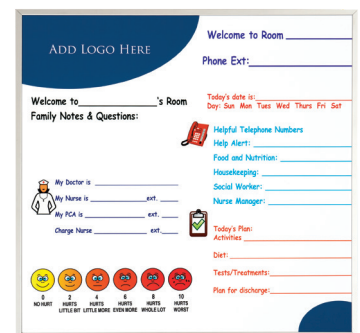 ADD LOGO HERE
Welcome to Room
Phone Ext:
Welcome to 's Room
Family Notes & Questions:
Today's date is:
Day: Sun Mon Tues Wed Thurs Fri Sat
Helpful Telephone Numbers
Help Alert:
Food and Nutrition:
Housekeeping:
Social Worker:
Nurse Manager:
My Doctor is
My Nurse is ext.
My PCA is ext.
Charge Nurse ext.
Today's Plan:
Activities
Diet:
Tests/Treatments:
Plan for discharge:
0 2 4 6 8 10
NO HURT HURTS HURTS HURTS HURTS HURTS
LITTLE BIT LITTLE MORE EVEN MORE WHOLE LOT WORST